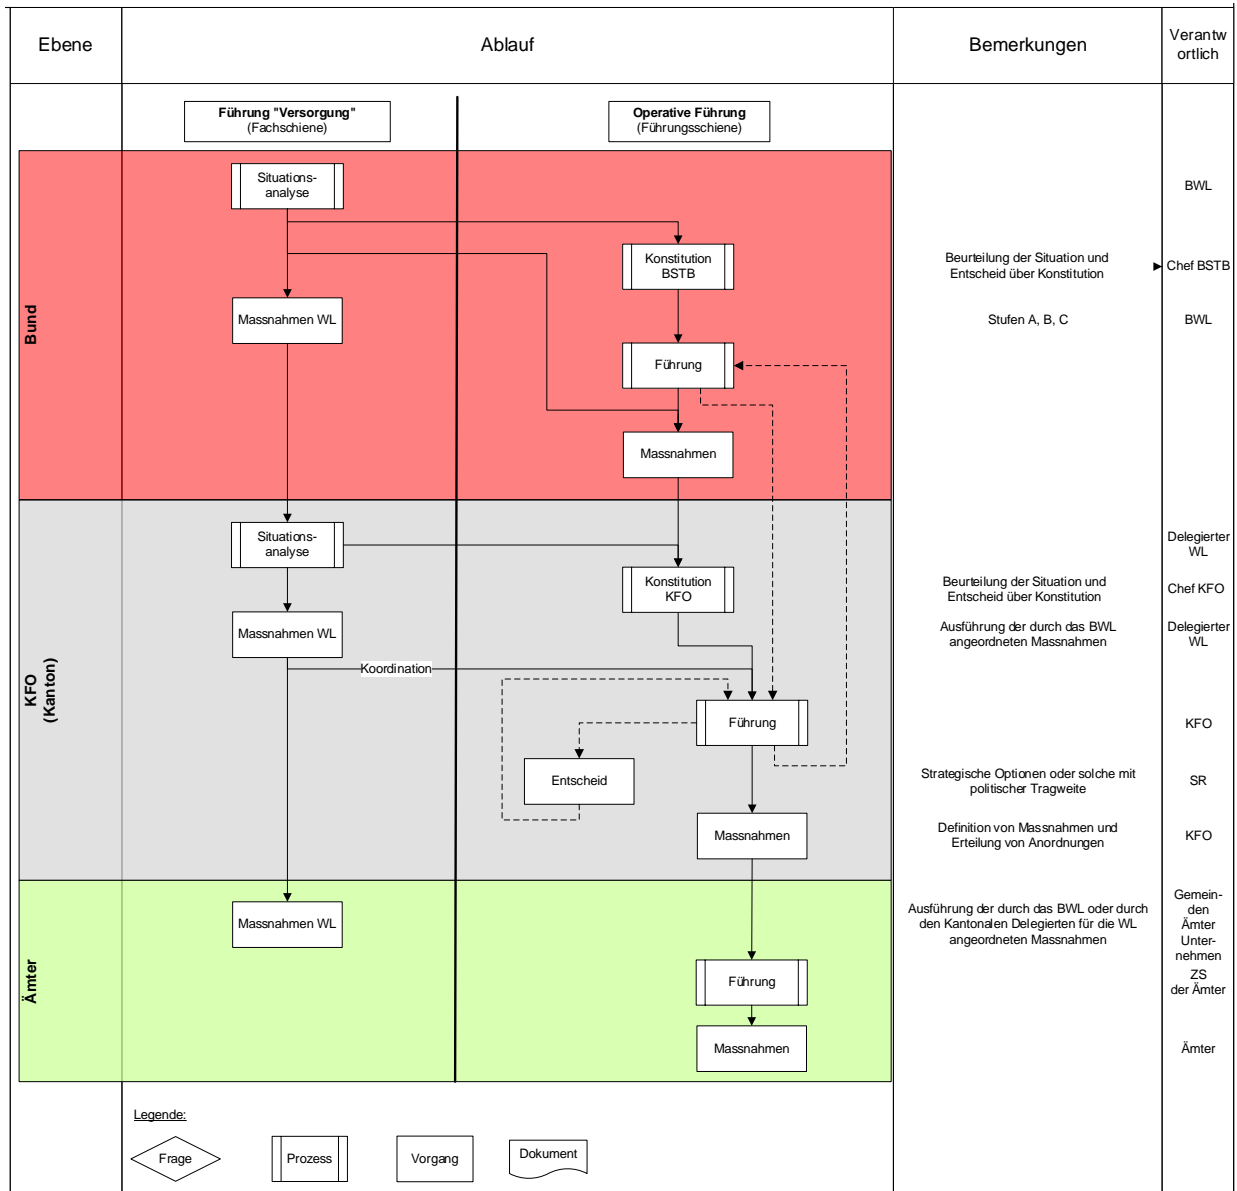 Ebene
Ablauf
Bemerkungen
Verantw
ortlich
Führung "Versorgung"
(Fachschiene)
Operative Führung
(Führungsschiene)
Bund
Situations-
analyse
BWL
Konstitution
BSTB
Beurteilung der Situation und
Entscheid über Konstitution
Chef BSTB
Massnahmen WL
Stufen A, B, C
BWL
Führung
Massnahmen
KFO
(Kanton)
Situations-
analyse
Delegierter
WL
Konstitution
KFO
Beurteilung der Situation und
Entscheid über Konstitution
Chef KFO
Massnahmen WL
Ausführung der durch das BWL
angeordneten Massnahmen
Delegierter
WL
Koordination
Führung
KFO
Entscheid
Strategische Optionen oder solche mit
politischer Tragweite
SR
Massnahmen
Definition von Massnahmen und
Erteilung von Anordnungen
KFO
Ämter
Massnahmen WL
Ausführung der durch das BWL oder durch
den Kantonalen Delegierten für die WL
angeordneten Massnahmen
Gemein-
den
Ämter
Unter-
nehmen
Führung
ZS
der Ämter
Massnahmen
Ämter
Legende:
Frage
Prozess
Vorgang
Dokument